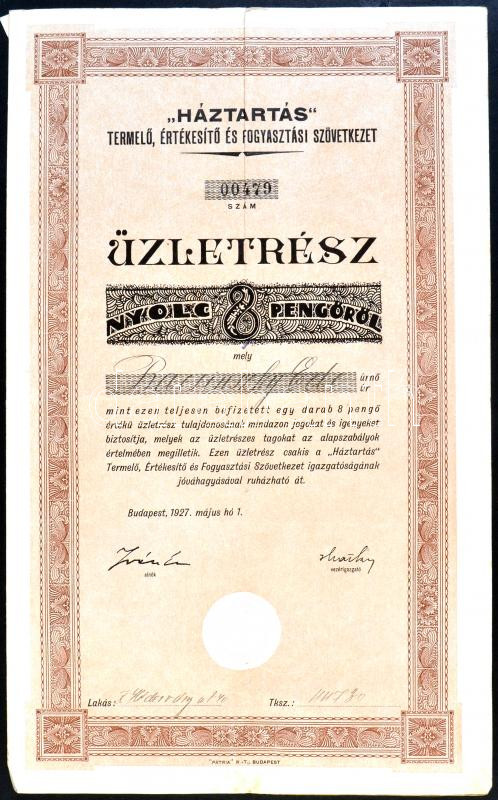 „HÁZTARTÁS“
TERMELŐ, ÉRTÉKESÍTŐ ÉS FOGYASZTÁSI SZÖVETKEZET
00479
SZÁM
ÜZLETRÉSZ
NYOLC 8 PENGŐRŐL
mely
úrnő
úr
mint ezen teljesen befizetett egy darab 8 pengő
értékü üzletrész tulajdonosának mindazon jogokat és igényeket
biztosítja, melyek az üzletrészes tagokat az alapszabályok
értelmében megilletik. Ezen üzletrész csakis a „Háztartás“
Termelő, Értékesítő és Fogyasztási Szövetkezet igazgatóságának
jóváhagyásával ruházható át.
Budapest, 1927. május hó 1.
elnök
vezérigazgató
Lakás:
Tksz.:
"PÁTRIA" R.-T., BUDAPEST